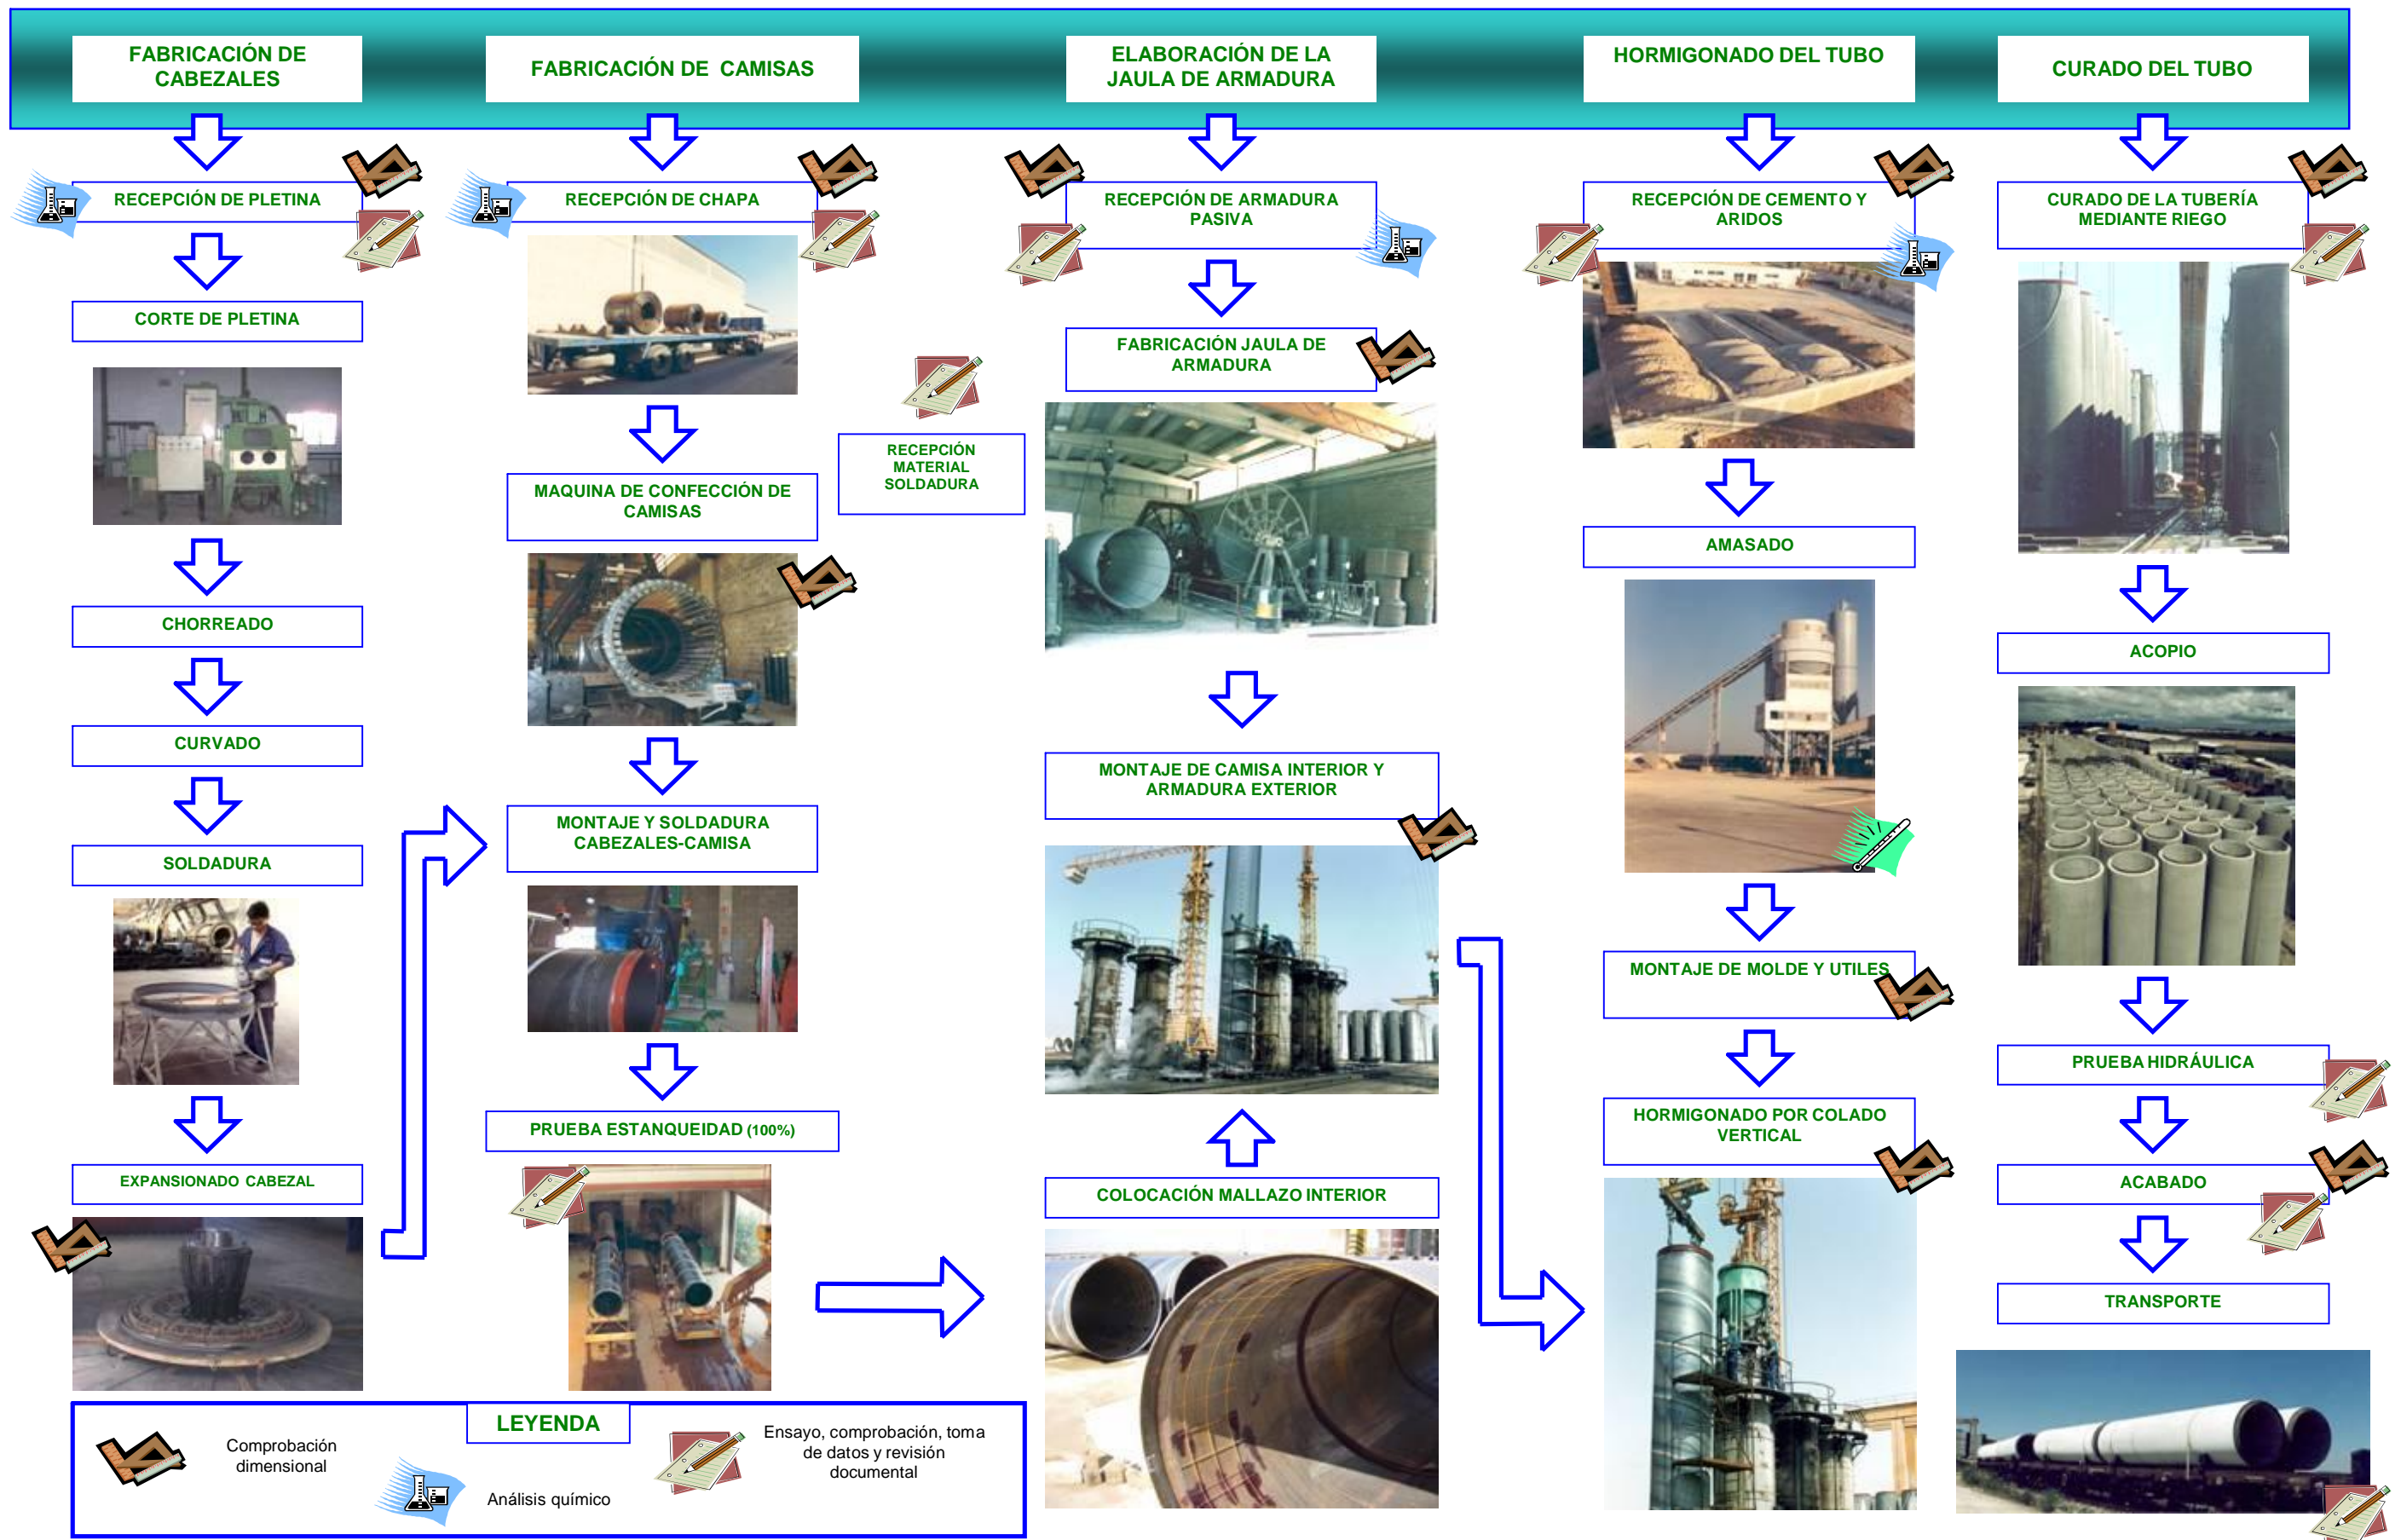 FABRICACIÓN DE
CABEZALES
FABRICACIÓN DE CAMISAS
ELABORACIÓN DE LA
JAULA DE ARMADURA
HORMIGONADO DEL TUBO
CURADO DEL TUBO
RECEPCIÓN DE PLETINA
CORTE DE PLETINA
CHORREADO
CURVADO
SOLDADURA
EXPANSIONADO CABEZAL
RECEPCIÓN DE CHAPA
MAQUINA DE CONFECCIÓN DE
CAMISAS
RECEPCIÓN
MATERIAL
SOLDADURA
MONTAJE Y SOLDADURA
CABEZALES-CAMISA
PRUEBA ESTANQUEIDAD (100%)
RECEPCIÓN DE ARMADURA
PASIVA
FABRICACIÓN JAULA DE
ARMADURA
MONTAJE DE CAMISA INTERIOR Y
ARMADURA EXTERIOR
COLOCACIÓN MALLAZO INTERIOR
RECEPCIÓN DE CEMENTO Y
ARIDOS
AMASADO
MONTAJE DE MOLDE Y UTILES
HORMIGONADO POR COLADO
VERTICAL
CURADO DE LA TUBERÍA
MEDIANTE RIEGO
ACOPIO
PRUEBA HIDRÁULICA
ACABADO
TRANSPORTE
LEYENDA
Comprobación
dimensional
Análisis químico
Ensayo, comprobación, toma
de datos y revisión
documental